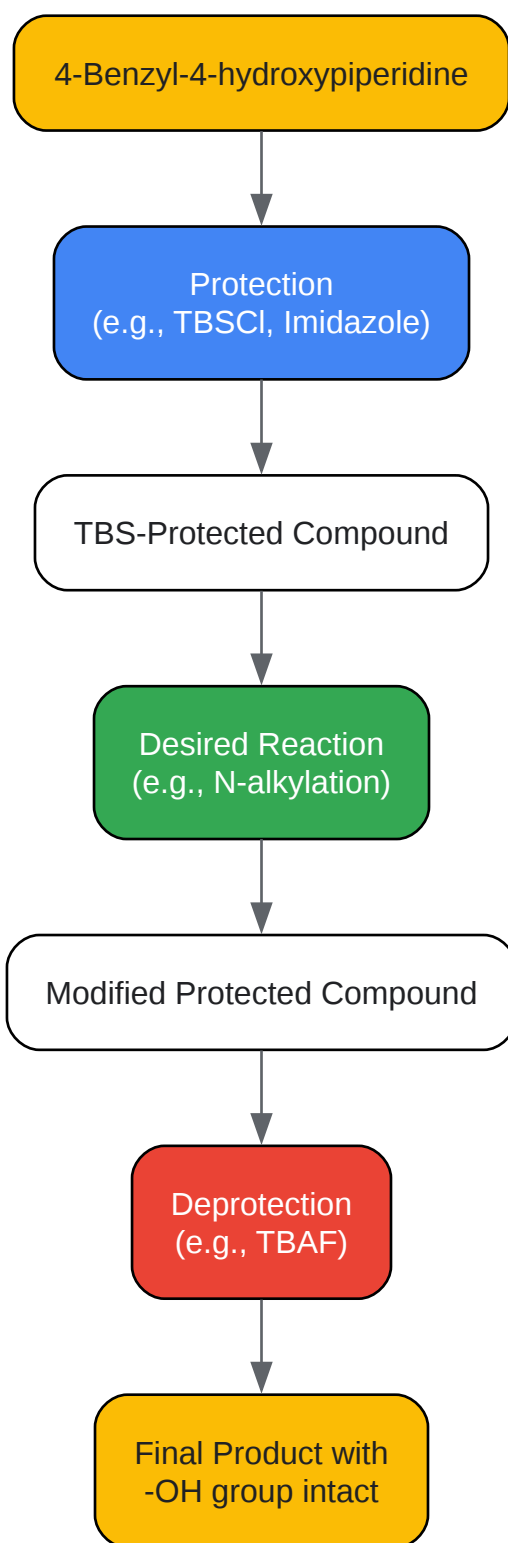 4-Benzyl-4-hydroxypiperidine
Protection
(e.g., TBSCl, Imidazole)
TBS-Protected Compound
Desired Reaction
(e.g., N-alkylation)
Modified Protected Compound
Deprotection
(e.g., TBAF)
Final Product with
-OH group intact